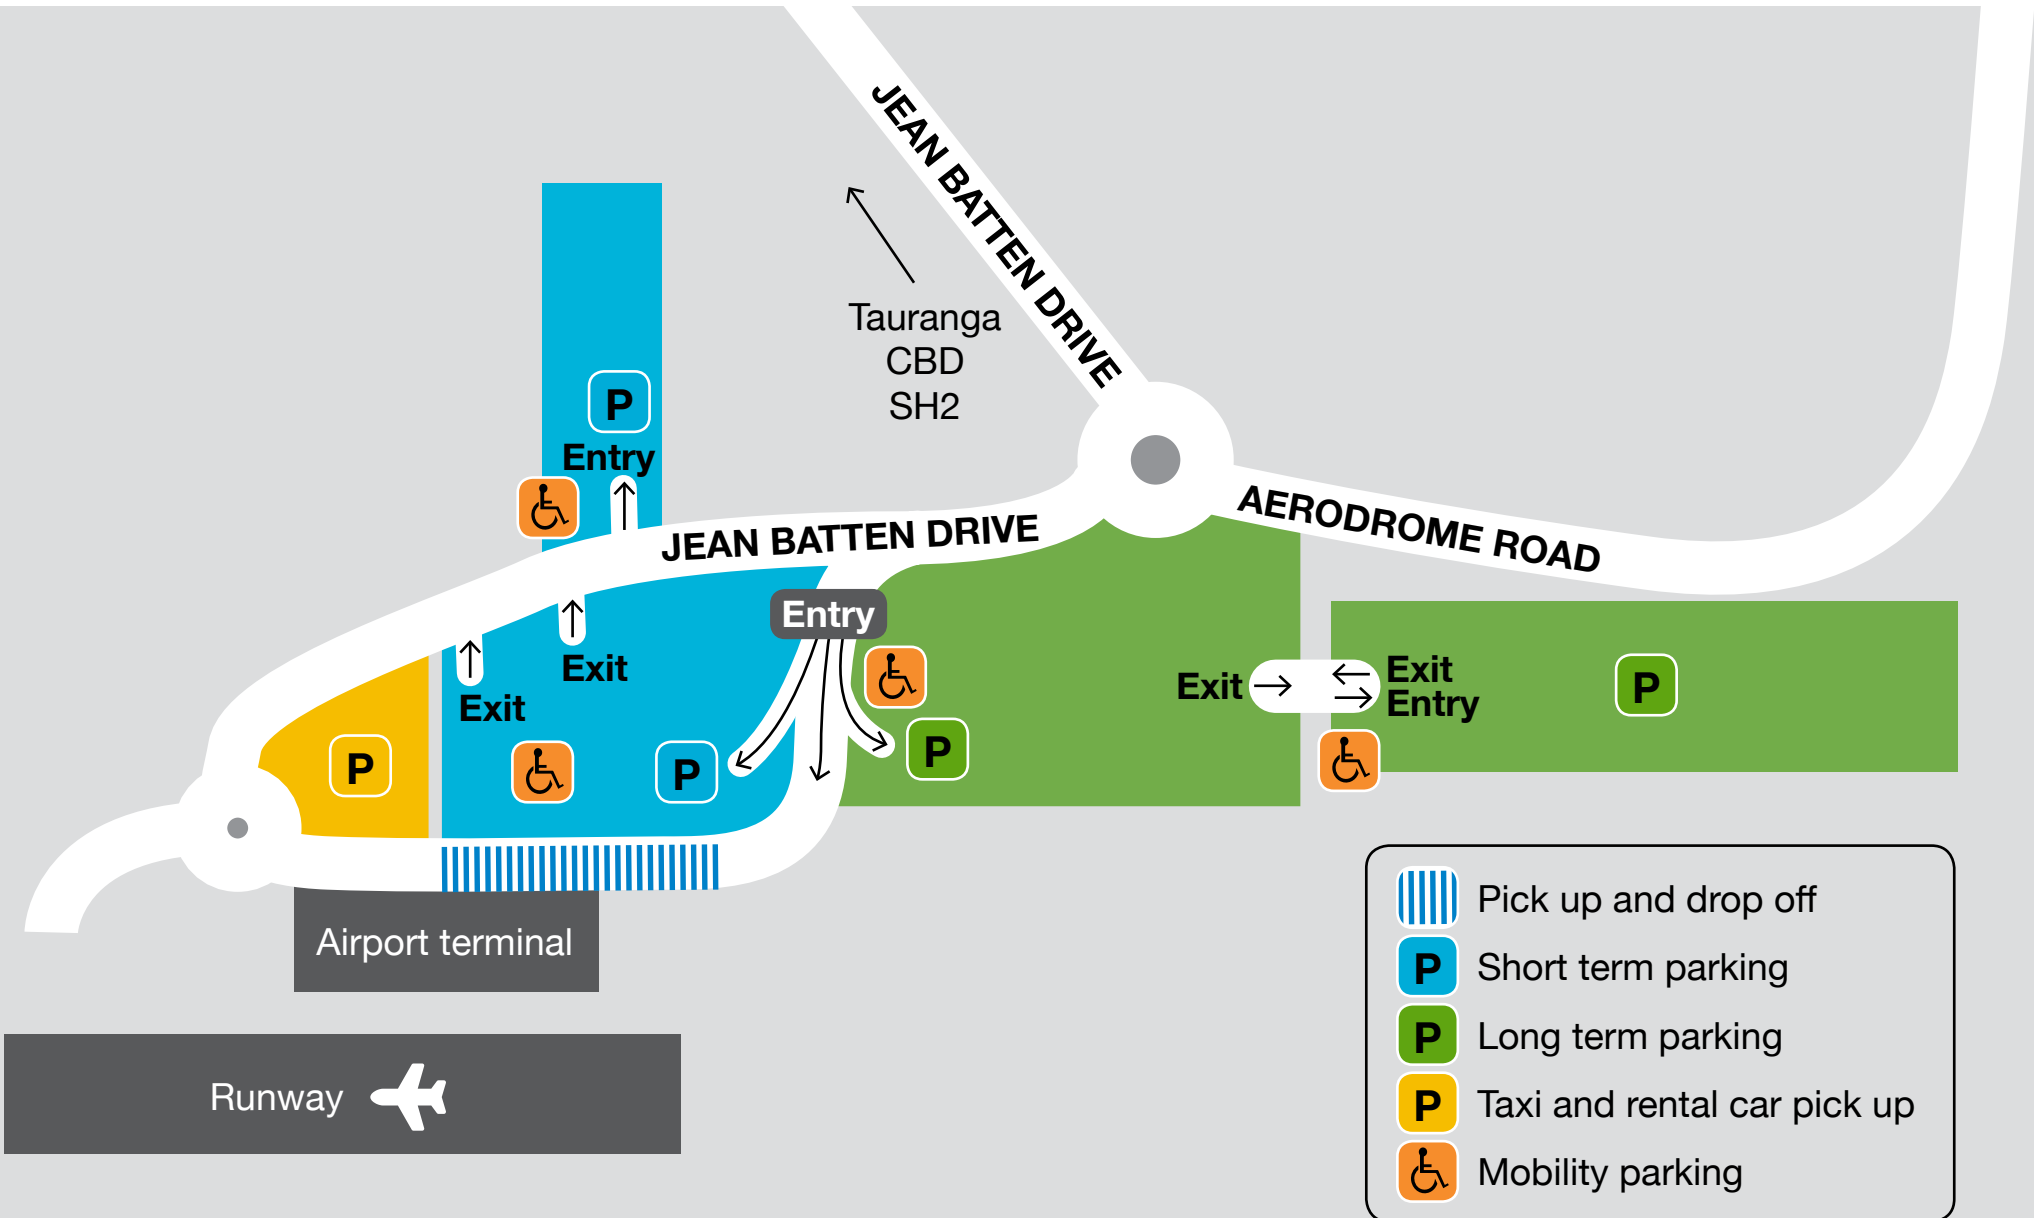 JEAN BATTEN DRIVE
Tauranga
CBD
SH2
P
Entry
JEAN BATTEN DRIVE
AERODROME ROAD
Entry
Exit
Exit
P
P
P
Exit
Exit
Entry
P
Airport terminal
Runway
Pick up and drop off
P Short term parking
P Long term parking
P Taxi and rental car pick up
Mobility parking